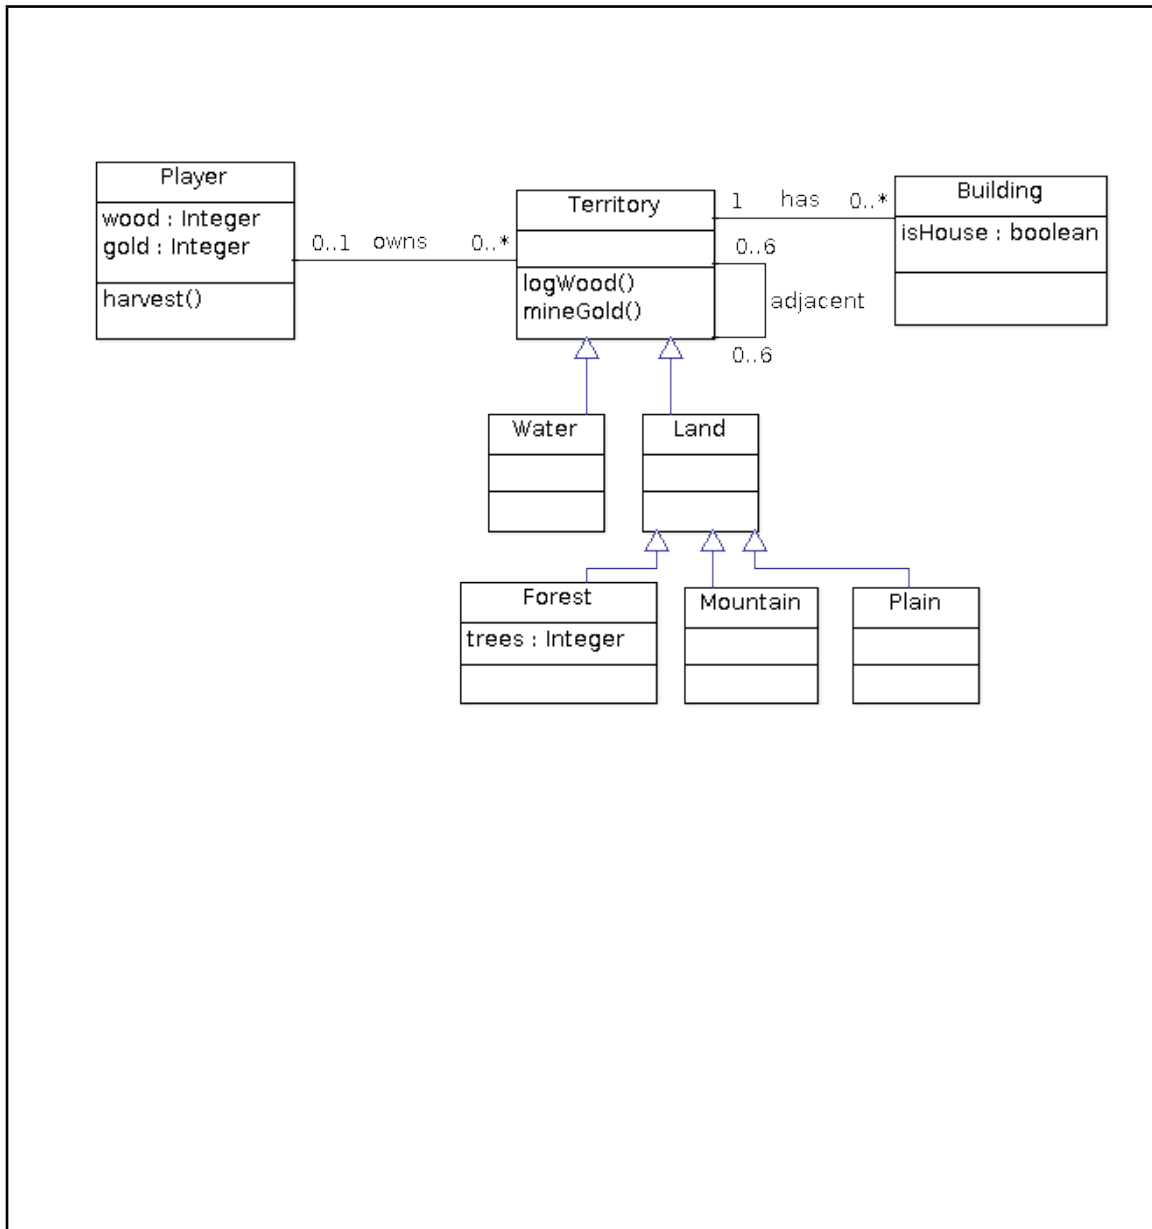 Player
wood : Integer
gold : Integer
harvest()
0..1 owns 0..*
Territory
logWood()
mineGold()
1 has 0..*
Building
isHouse : boolean
0..6
adjacent
0..6
Water
Land
Forest
trees : Integer
Mountain
Plain